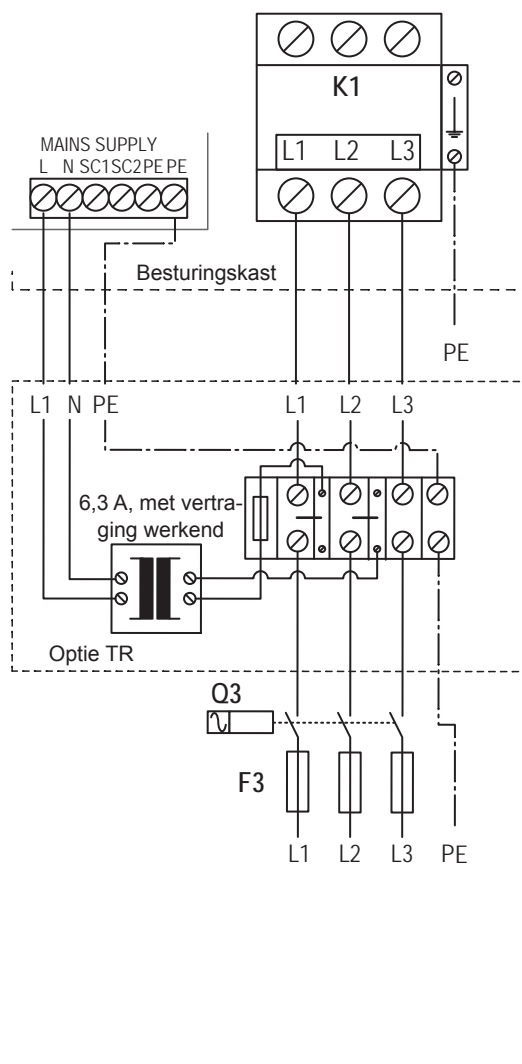 K1
L1 L2 L3
MAINS SUPPLY
L N SC1 SC2 PE PE
Besturingskast
PE
L1 N PE L1 L2 L3
6,3 A, met vertra-
ging werkend
Optie TR
Q3
F3
L1 L2 L3 PE